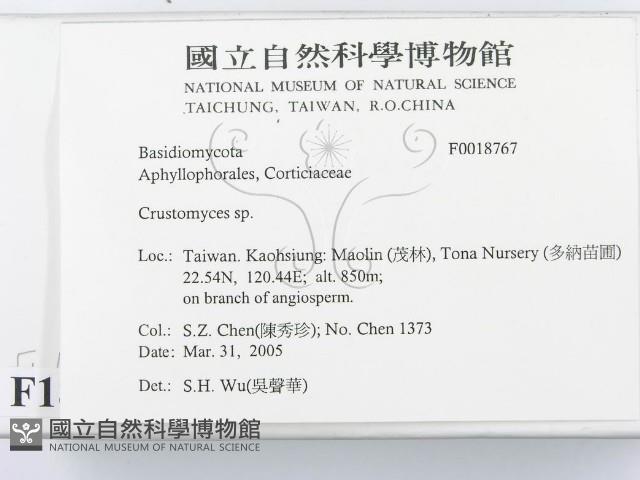 國立自然科學博物館
NATIONAL MUSEUM OF NATURAL SCIENCE
TAICHUNG, TAIWAN, R.O.CHINA
Basidiomycota F0018767
Aphyllophorales, Corticiaceae
Crustomyces sp.
Loc.: Taiwan. Kaohsiung: Maolin (茂林), Tona Nursery (多納苗圃)
22.54N, 120.44E; alt. 850m;
on branch of angiosperm.
Col.: S.Z. Chen(陳秀珍); No. Chen 1373
Date: Mar. 31, 2005
Det.: S.H. Wu(吳聲華)
國立自然科學博物館
NATIONAL MUSEUM OF NATURAL SCIENCE